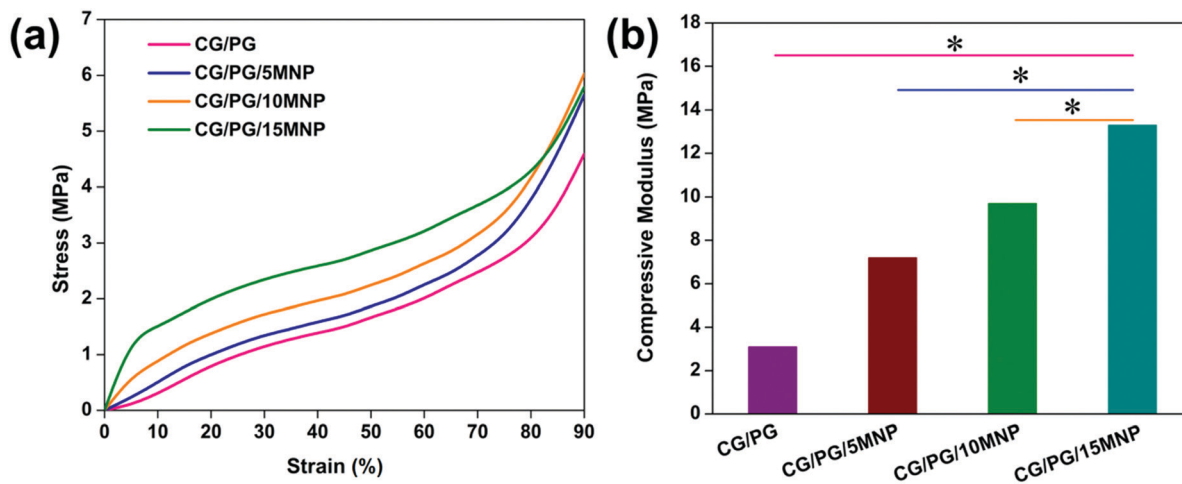 (a)
Stress (MPa)
7
6
5
4
3
2
1
0
CG/PG
CG/PG/5MNP
CG/PG/10MNP
CG/PG/15MNP
0 10 20 30 40 50 60 70 80 90
Strain (%)
(b)
Compressive Modulus (MPa)
18
16
14
12
10
8
6
4
2
0
*
*
*
CG/PG
CG/PG/5MNP
CG/PG/10MNP
CG/PG/15MNP